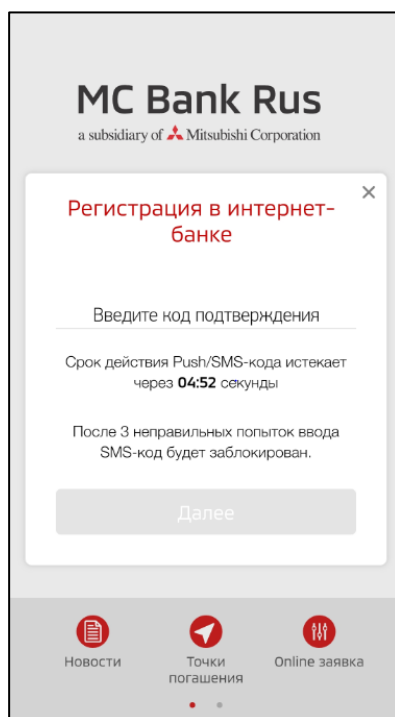 MC Bank Rus
a subsidiary of Mitsubishi Corporation
Регистрация в интернет-
банке
Введите код подтверждения
Срок действия Push/SMS-кода истекает
через 04:52 секунды
После 3 неправильных попыток ввода
SMS-код будет заблокирован.
Далее
Новости
Точки
погашения
Online заявка